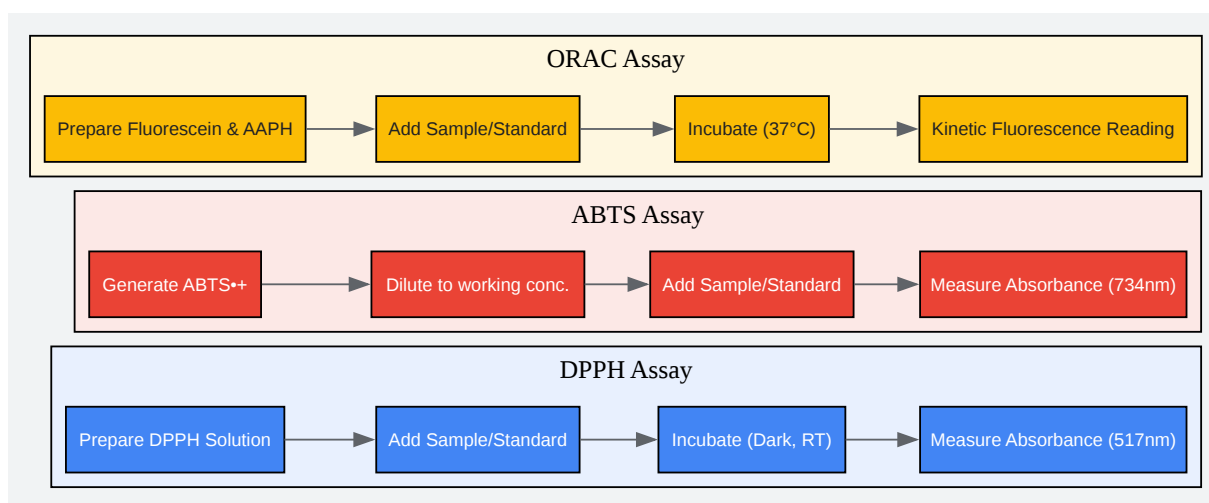 ORAC Assay
Prepare Fluorescein & AAPH
Add Sample/Standard
Incubate (37°C)
Kinetic Fluorescence Reading
ABTS Assay
Generate ABTS•+
Dilute to working conc.
Add Sample/Standard
Measure Absorbance (734nm)
DPPH Assay
Prepare DPPH Solution
Add Sample/Standard
Incubate (Dark, RT)
Measure Absorbance (517nm)